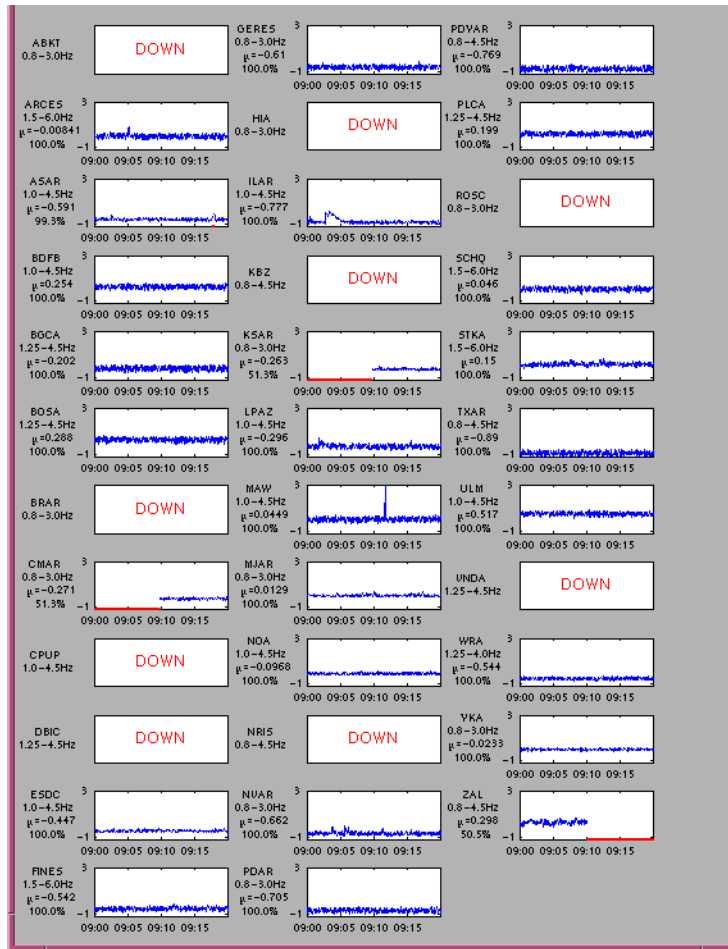 ABKT
0.8-3.0Hz
DOWN
GERES
0.8-3.0Hz
μ=-0.61
100.0%
3
-1
09:00 09:05 09:10 09:15
PDYAR
0.8-4.5Hz
μ=-0.769
100.0%
3
-1
09:00 09:05 09:10 09:15
ARCES
1.5-6.0Hz
μ=-0.00841
100.0%
3
-1
09:00 09:05 09:10 09:15
HIA
0.8-3.0Hz
DOWN
PLCA
1.25-4.5Hz
μ=0.199
100.0%
3
-1
09:00 09:05 09:10 09:15
ASAR
1.0-4.5Hz
μ=-0.591
99.3%
3
-1
09:00 09:05 09:10 09:15
ILAR
1.0-4.5Hz
μ=-0.777
100.0%
3
-1
09:00 09:05 09:10 09:15
ROSC
0.8-3.0Hz
DOWN
BDFB
1.0-4.5Hz
μ=0.254
100.0%
3
-1
09:00 09:05 09:10 09:15
KBZ
0.8-4.5Hz
DOWN
SCHQ
1.5-6.0Hz
μ=0.046
100.0%
3
-1
09:00 09:05 09:10 09:15
BGCA
1.25-4.5Hz
μ=-0.202
100.0%
3
-1
09:00 09:05 09:10 09:15
KSAR
0.8-3.0Hz
μ=-0.263
51.3%
3
-1
09:00 09:05 09:10 09:15
STKA
1.5-6.0Hz
μ=0.15
100.0%
3
-1
09:00 09:05 09:10 09:15
BOSA
1.25-4.5Hz
μ=0.288
100.0%
3
-1
09:00 09:05 09:10 09:15
LPAZ
1.0-4.5Hz
μ=-0.296
100.0%
3
-1
09:00 09:05 09:10 09:15
TXAR
0.8-4.5Hz
μ=-0.89
100.0%
3
-1
09:00 09:05 09:10 09:15
BRAR
0.8-3.0Hz
DOWN
MAW
1.0-4.5Hz
μ=0.0449
100.0%
3
-1
09:00 09:05 09:10 09:15
ULM
1.0-4.5Hz
μ=0.517
100.0%
3
-1
09:00 09:05 09:10 09:15
CMAR
0.8-3.0Hz
μ=-0.271
51.3%
3
-1
09:00 09:05 09:10 09:15
MJAR
0.8-3.0Hz
μ=0.0129
100.0%
3
-1
09:00 09:05 09:10 09:15
VNDA
1.25-4.5Hz
DOWN
CPUP
1.0-4.5Hz
DOWN
NOA
1.0-4.5Hz
μ=-0.0968
100.0%
3
-1
09:00 09:05 09:10 09:15
WRA
1.25-4.0Hz
μ=-0.544
100.0%
3
-1
09:00 09:05 09:10 09:15
DBIC
1.25-4.5Hz
DOWN
NRIS
0.8-4.5Hz
DOWN
YKA
0.8-3.0Hz
μ=-0.0233
100.0%
3
-1
09:00 09:05 09:10 09:15
ESDC
1.0-4.5Hz
μ=-0.447
100.0%
3
-1
09:00 09:05 09:10 09:15
NVAR
0.8-3.0Hz
μ=-0.662
100.0%
3
-1
09:00 09:05 09:10 09:15
ZAL
0.8-4.5Hz
μ=0.298
50.5%
3
-1
09:00 09:05 09:10 09:15
FINES
1.5-6.0Hz
μ=-0.542
100.0%
3
-1
09:00 09:05 09:10 09:15
PDAR
0.8-3.0Hz
μ=-0.705
100.0%
3
-1
09:00 09:05 09:10 09:15